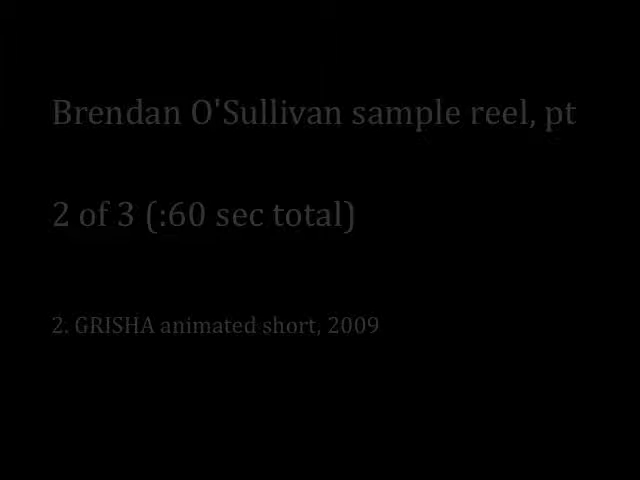 Brendan O'Sullivan sample reel, pt
2 of 3 (:60 sec total)
2. GRISHA animated short, 2009